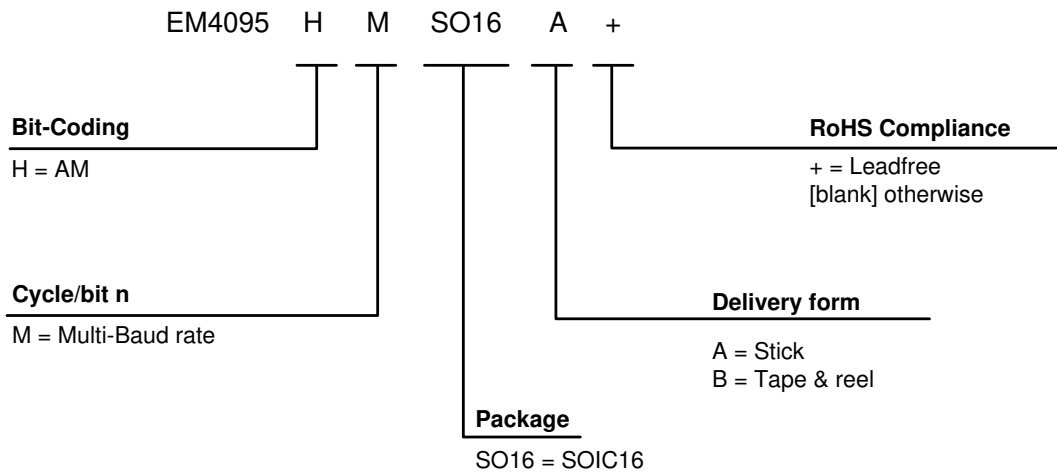 EM4095 H M SO16 A +
Bit-Coding
H = AM
RoHS Compliance
+ = Leadfree
[blank] otherwise
Cycle/bit n
M = Multi-Baud rate
Delivery form
A = Stick
B = Tape & reel
Package
SO16 = SOIC16